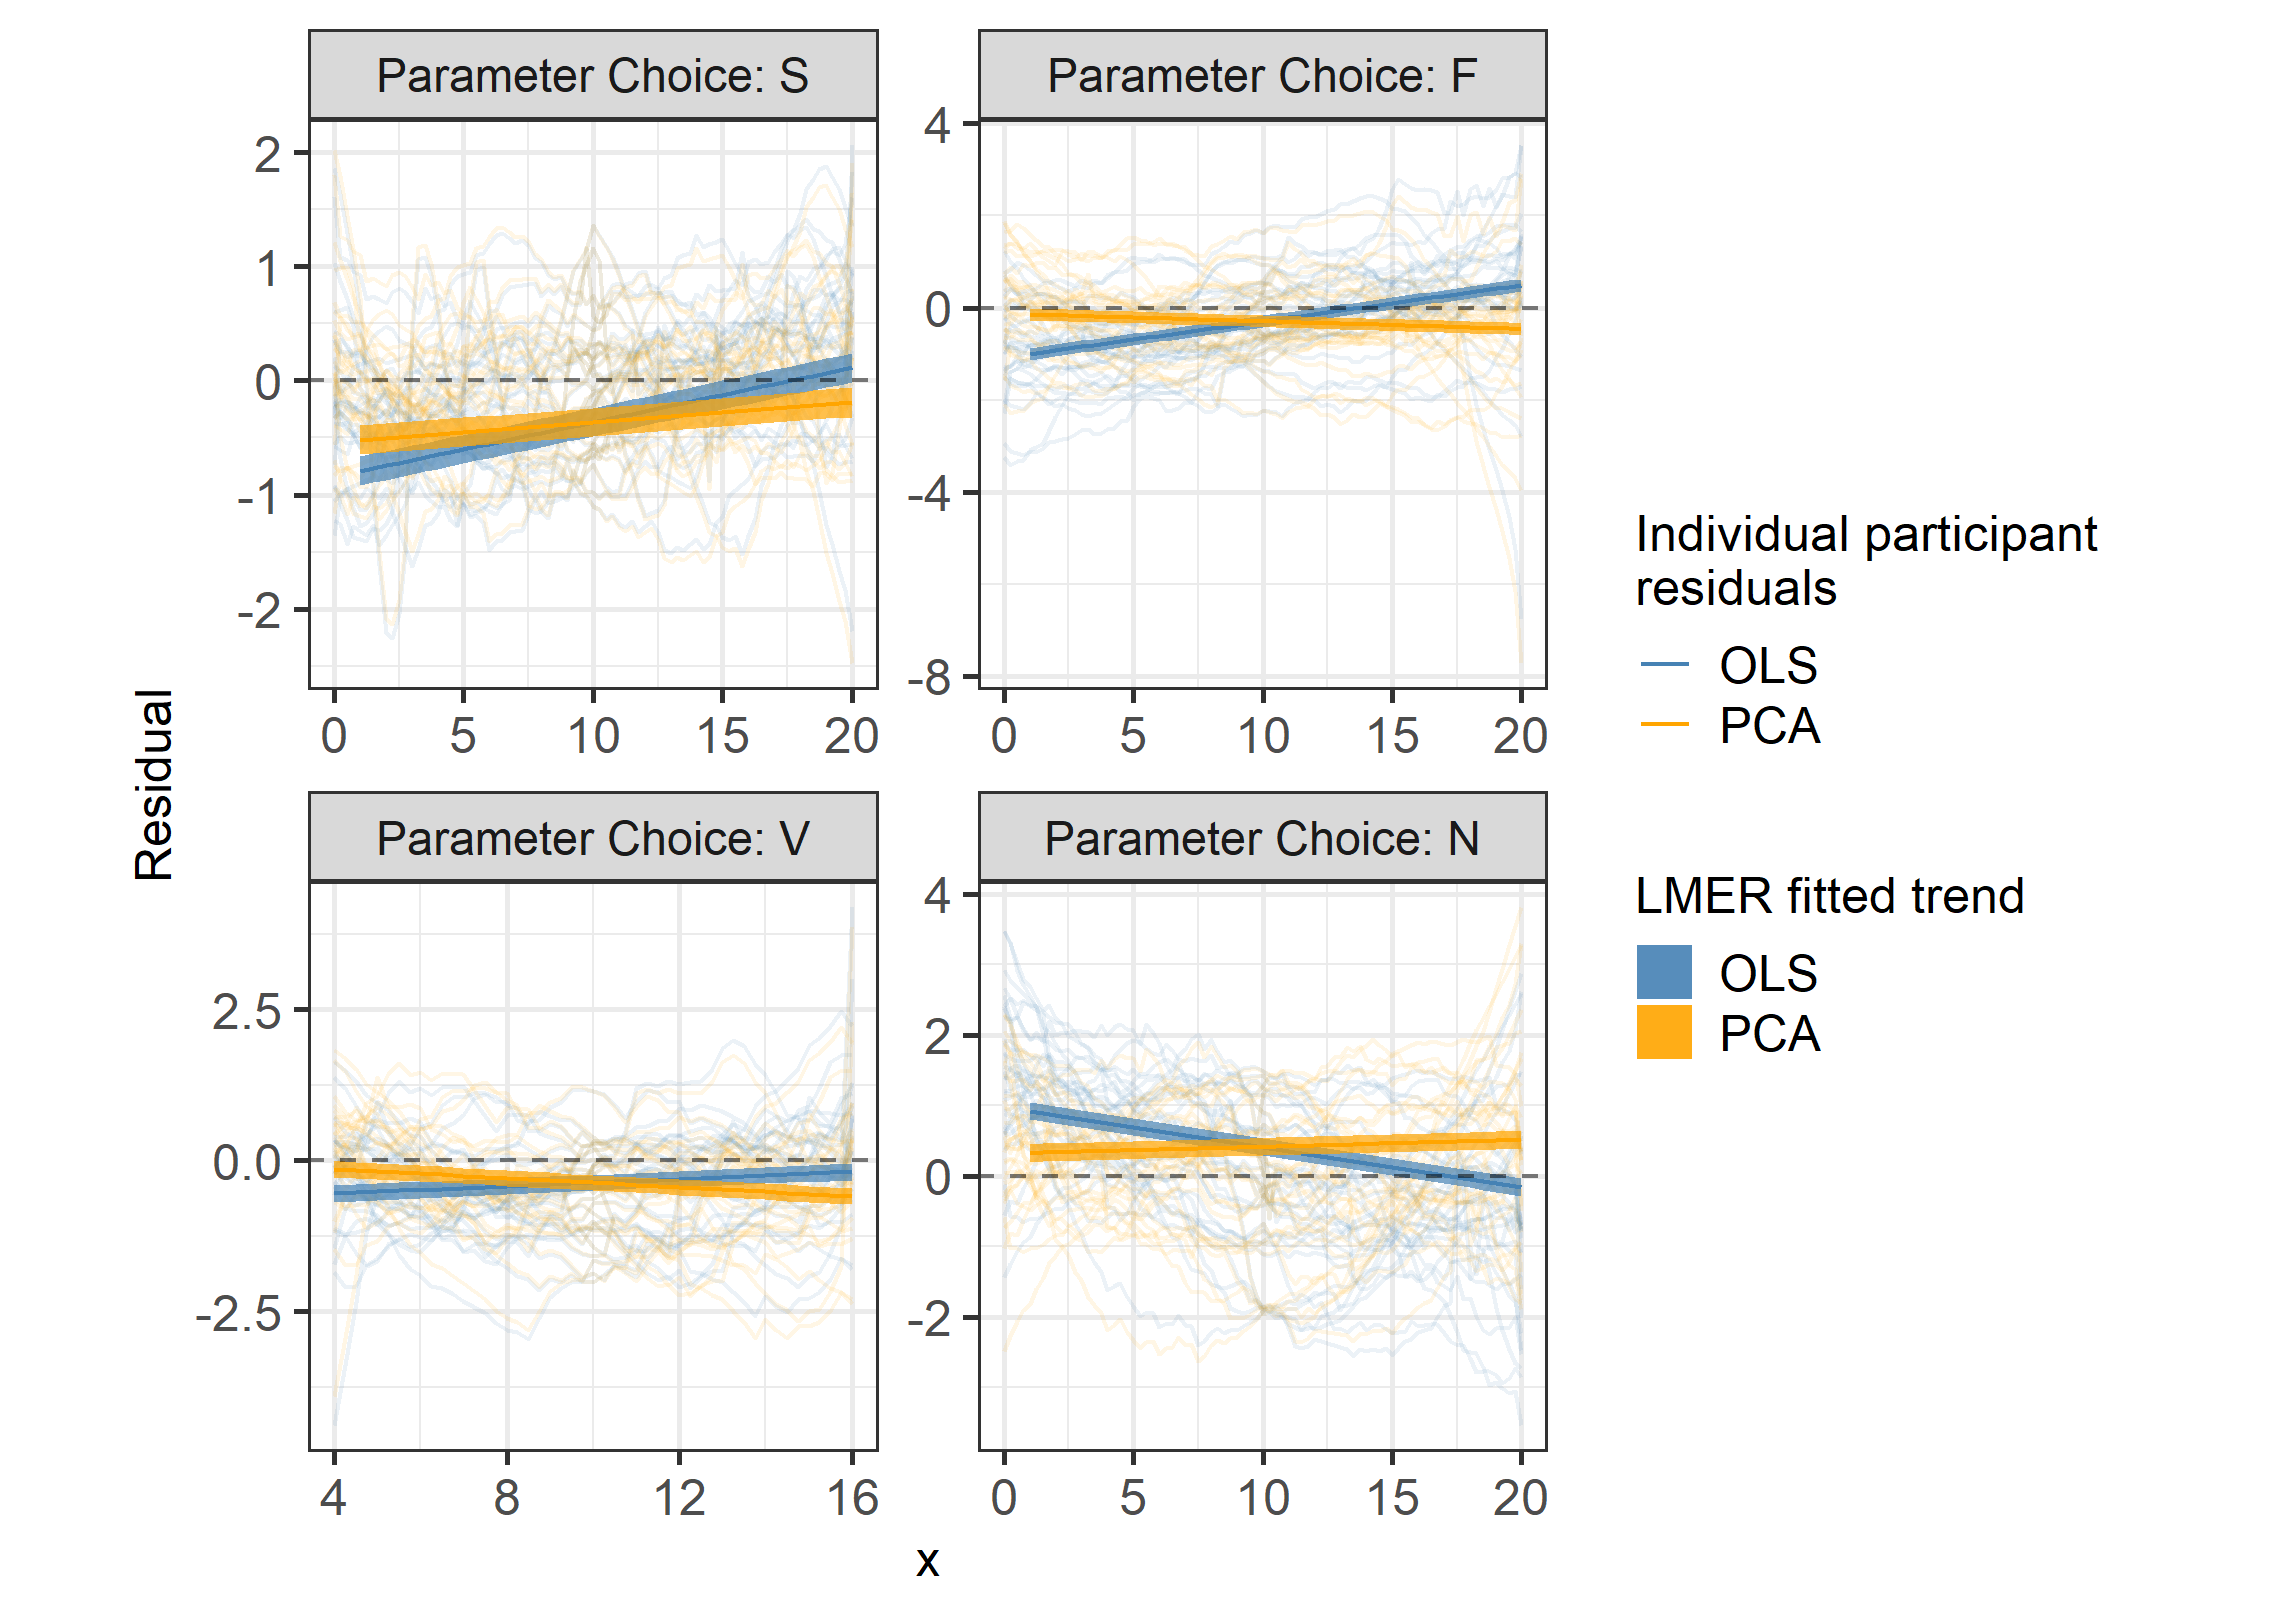 Parameter Choice: S
Parameter Choice: F
2
1
0
-1
-2
4
0
-4
-8
0 5 10 15 20
0 5 10 15 20
Residual
Parameter Choice: V
Parameter Choice: N
2.5
0.0
-2.5
4
2
0
-2
4 8 12 16
0 5 10 15 20
x
Individual participant
residuals
OLS
PCA
LMER fitted trend
OLS
PCA